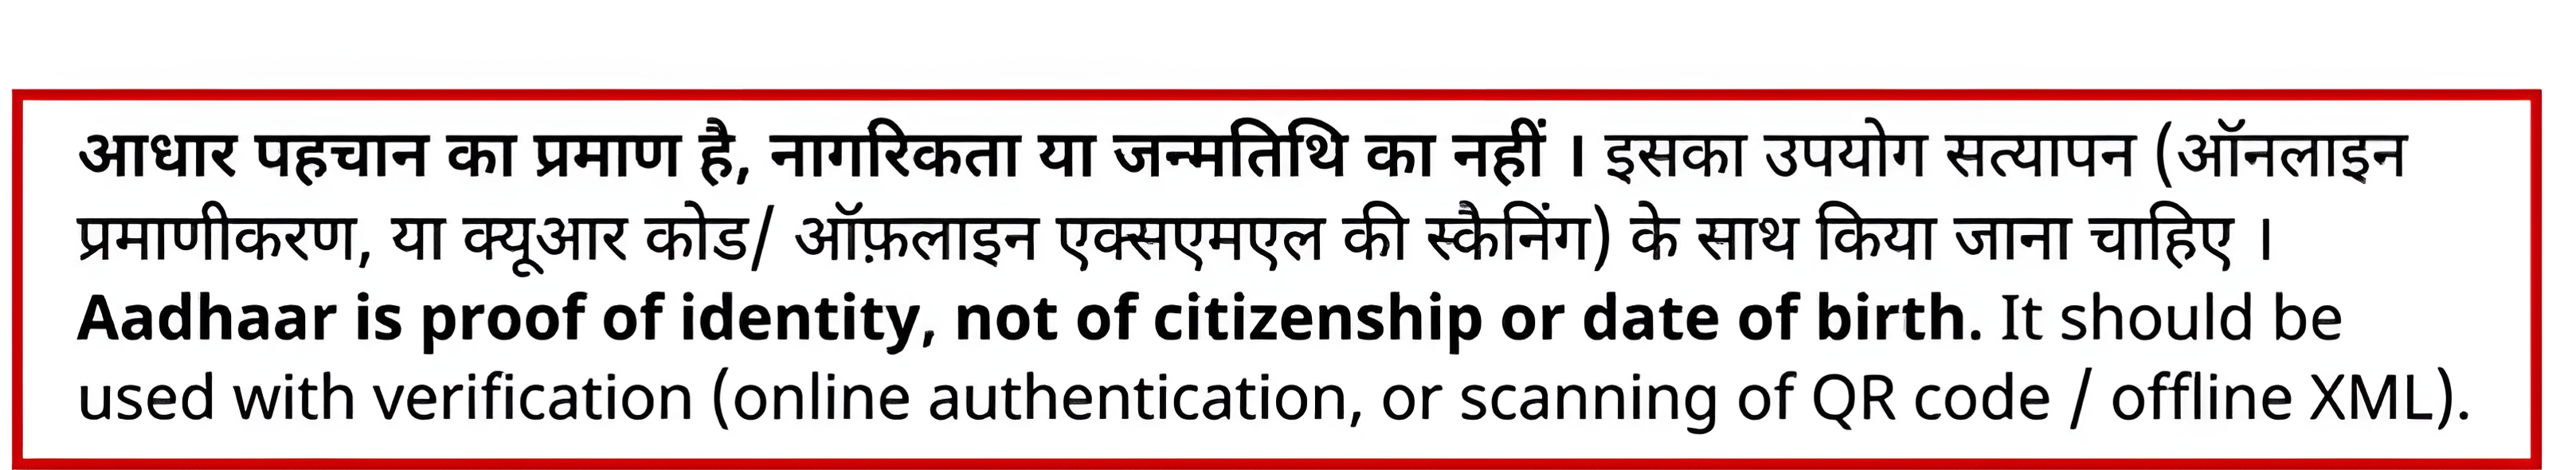 आधार पहचान का प्रमाण है, नागरिकता या जन्मतिथि का नहीं । इसका उपयोग सत्यापन (ऑनलाइन
प्रमाणीकरण, या क्यूआर कोड/ ऑफ़लाइन एक्सएमएल की स्कैनिंग) के साथ किया जाना चाहिए ।
Aadhaar is proof of identity, not of citizenship or date of birth. It should be
used with verification (online authentication, or scanning of QR code / offline XML).